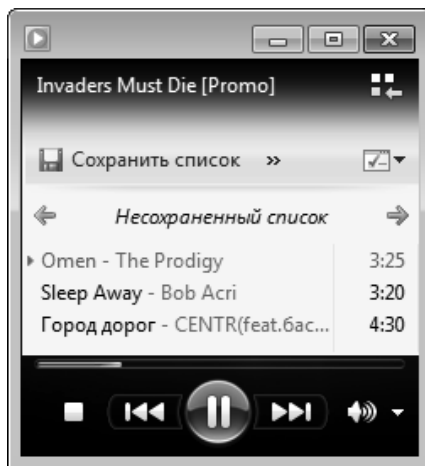 Invaders Must Die [Promo]
Сохранить список »
Несохраненный список
Omen - The Prodigy 3:25
Sleep Away - Bob Acri 3:20
Город дорог - CENTR(feat.бас... 4:30